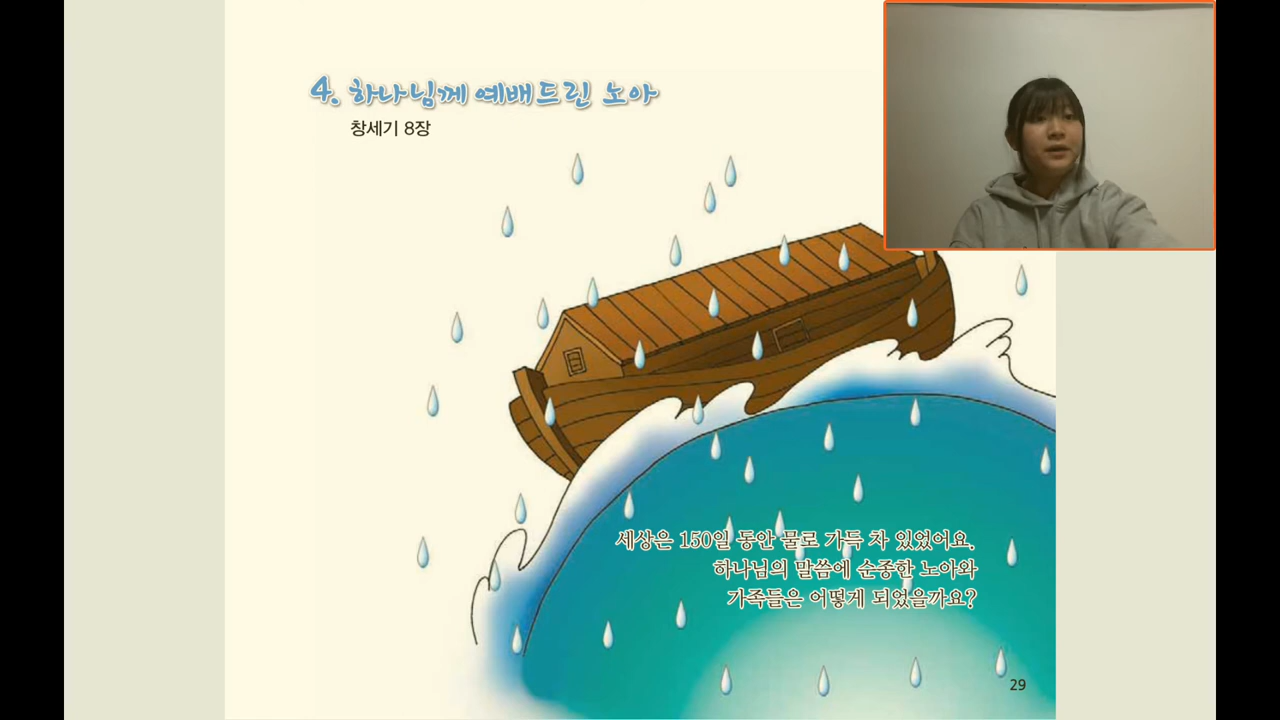 4. 하나님께 예배드린 노아
창세기 8장
세상은 150일 동안 물로 가득 차 있었어요.
하나님의 말씀에 순종한 노아와
가족들은 어떻게 되었을까요?
29